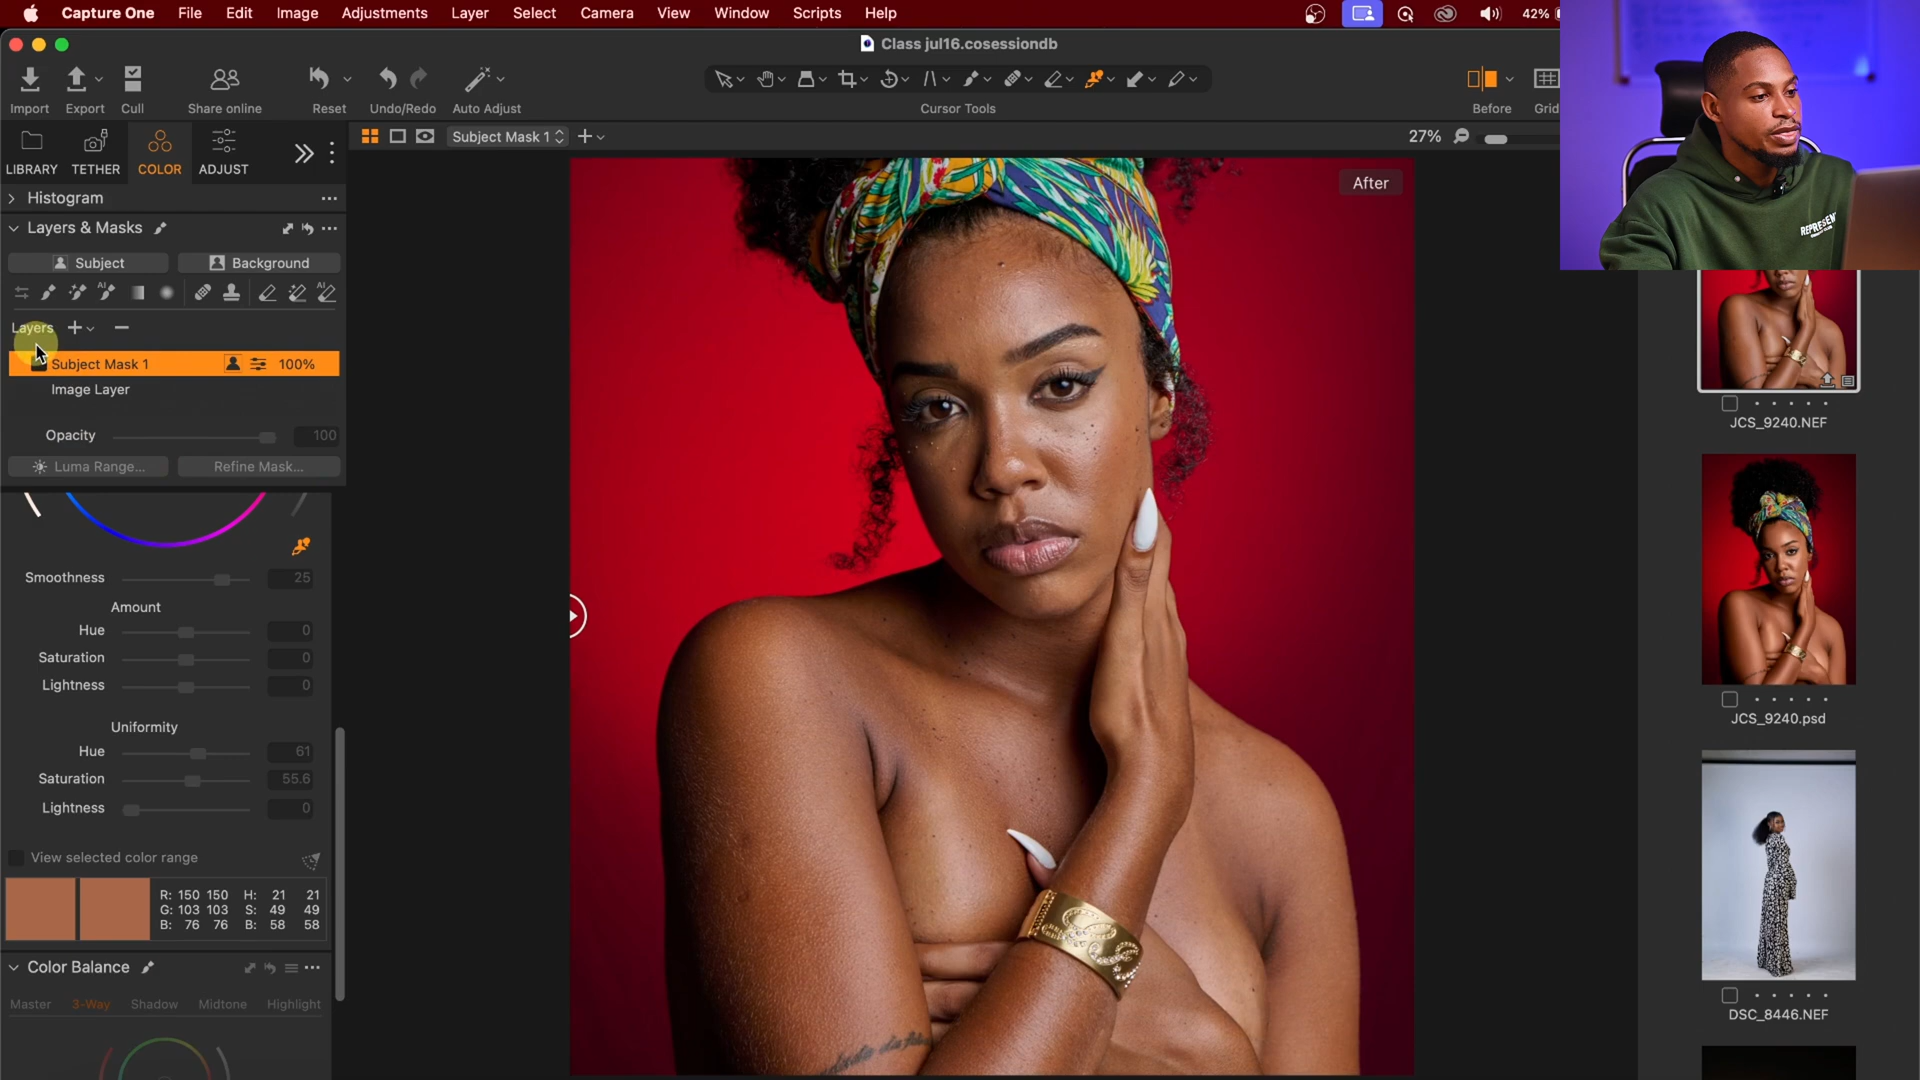 Capture One File Edit Image Adjustments Layer Select Camera View Window Scripts Help 42%
Class jul16.cosessiondb
Import Export Cull Share online Reset Undo/Redo Auto Adjust Cursor Tools Before Grid
LIBRARY TETHER COLOR ADJUST
Subject Mask 1
27%
Histogram
After
Layers & Masks
Subject Background
AI AI
Layers
Subject Mask 1 100%
Image Layer
Opacity 100
Luma Range... Refine Mask...
Smoothness 25
Amount
Hue 0
Saturation 0
Lightness 0
Uniformity
Hue 61
Saturation 55.6
Lightness 0
View selected color range
R: 150 150 H: 21 21
G: 103 103 S: 49 49
B: 76 76 B: 58 58
Color Balance
Master 3-Way Shadow Midtone Highlight
REPRESENT
JCS_9240.NEF
JCS_9240.psd
DSC_8446.NEF